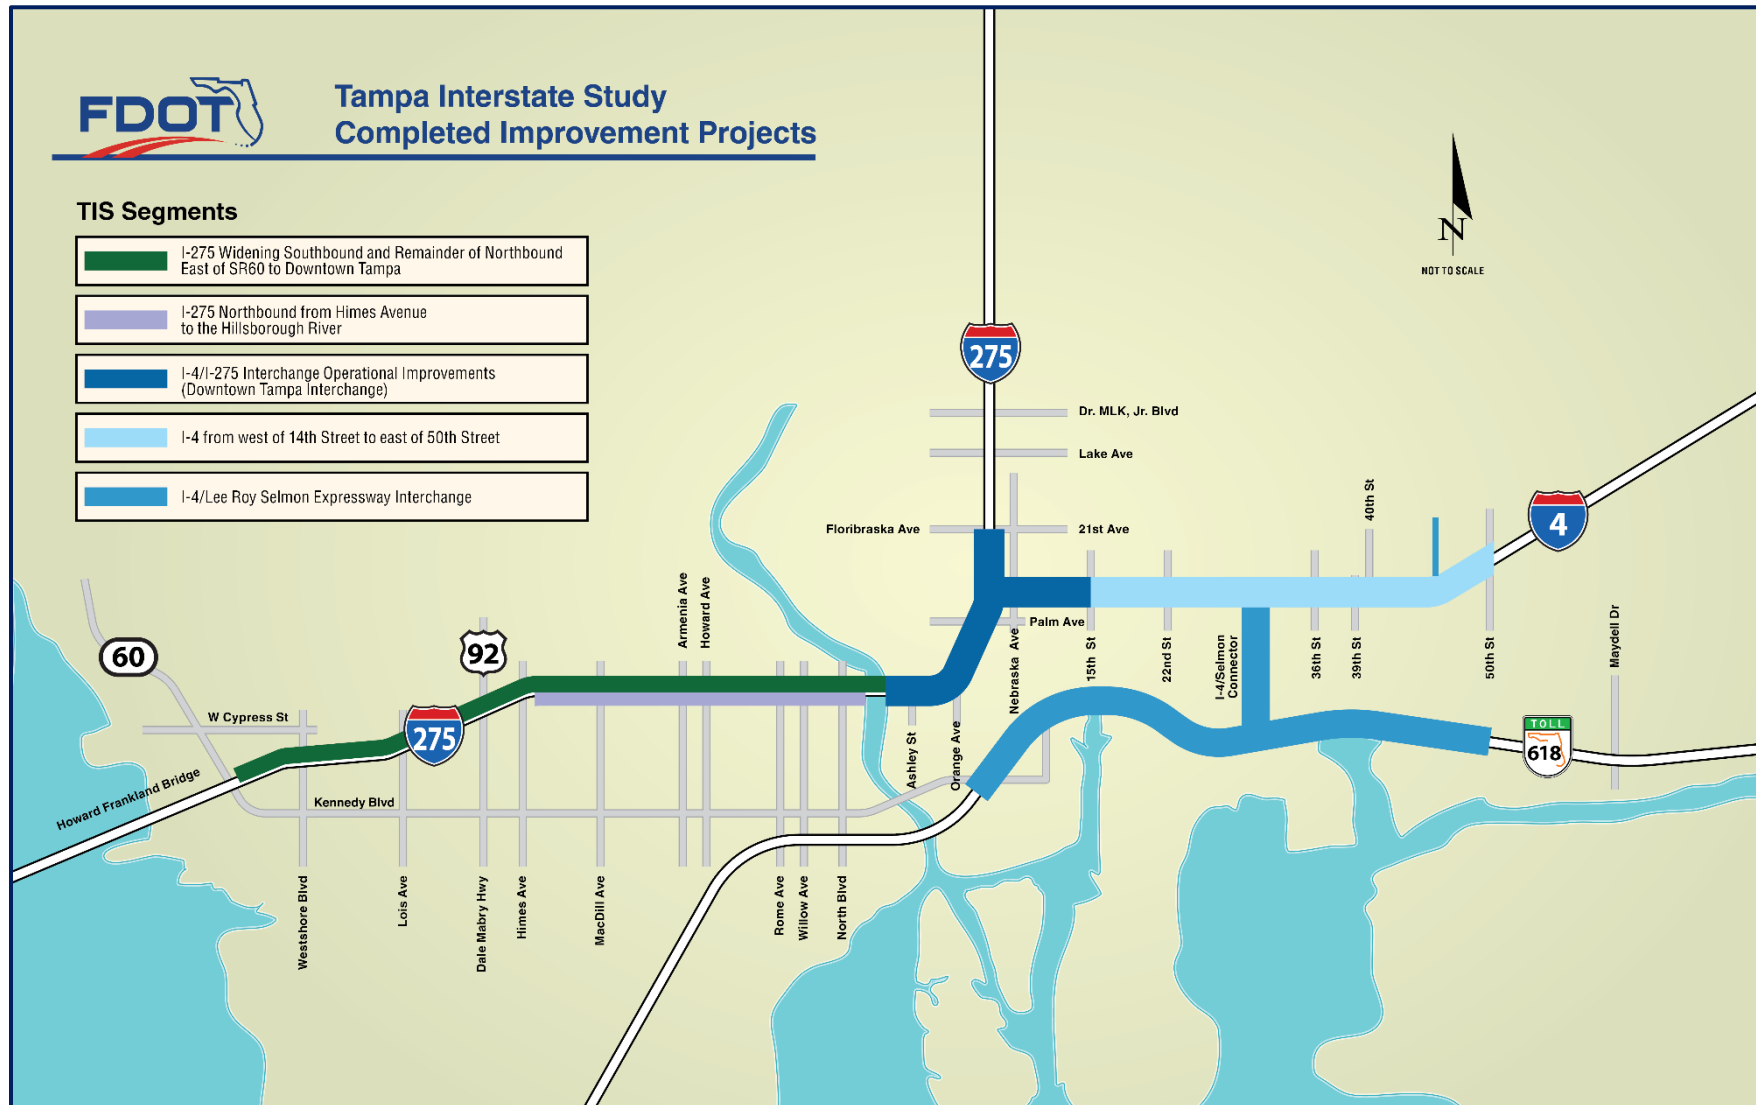 FDOT
Tampa Interstate Study
Completed Improvement Projects
TIS Segments
I-275 Widening Southbound and Remainder of Northbound
East of SR60 to Downtown Tampa
I-275 Northbound from Himes Avenue
to the Hillsborough River
I-4/I-275 Interchange Operational Improvements
(Downtown Tampa Interchange)
I-4 from west of 14th Street to east of 50th Street
I-4/Lee Roy Selmon Expressway Interchange
N
NOT TO SCALE
275
Dr. MLK, Jr. Blvd
Lake Ave
Floribraska Ave
21st Ave
40th St
4
Armenia Ave
Howard Ave
Palm Ave
Nebraska Ave
15th St
22nd St
I-4/Selmon
Connector
36th St
39th St
50th St
Maydell Dr
60
92
W Cypress St
275
Ashley St
Orange Ave
TOLL
618
Howard Frankland Bridge
Kennedy Blvd
Westshore Blvd
Lois Ave
Dale Mabry Hwy
Himes Ave
MacDill Ave
Rome Ave
Willow Ave
North Blvd